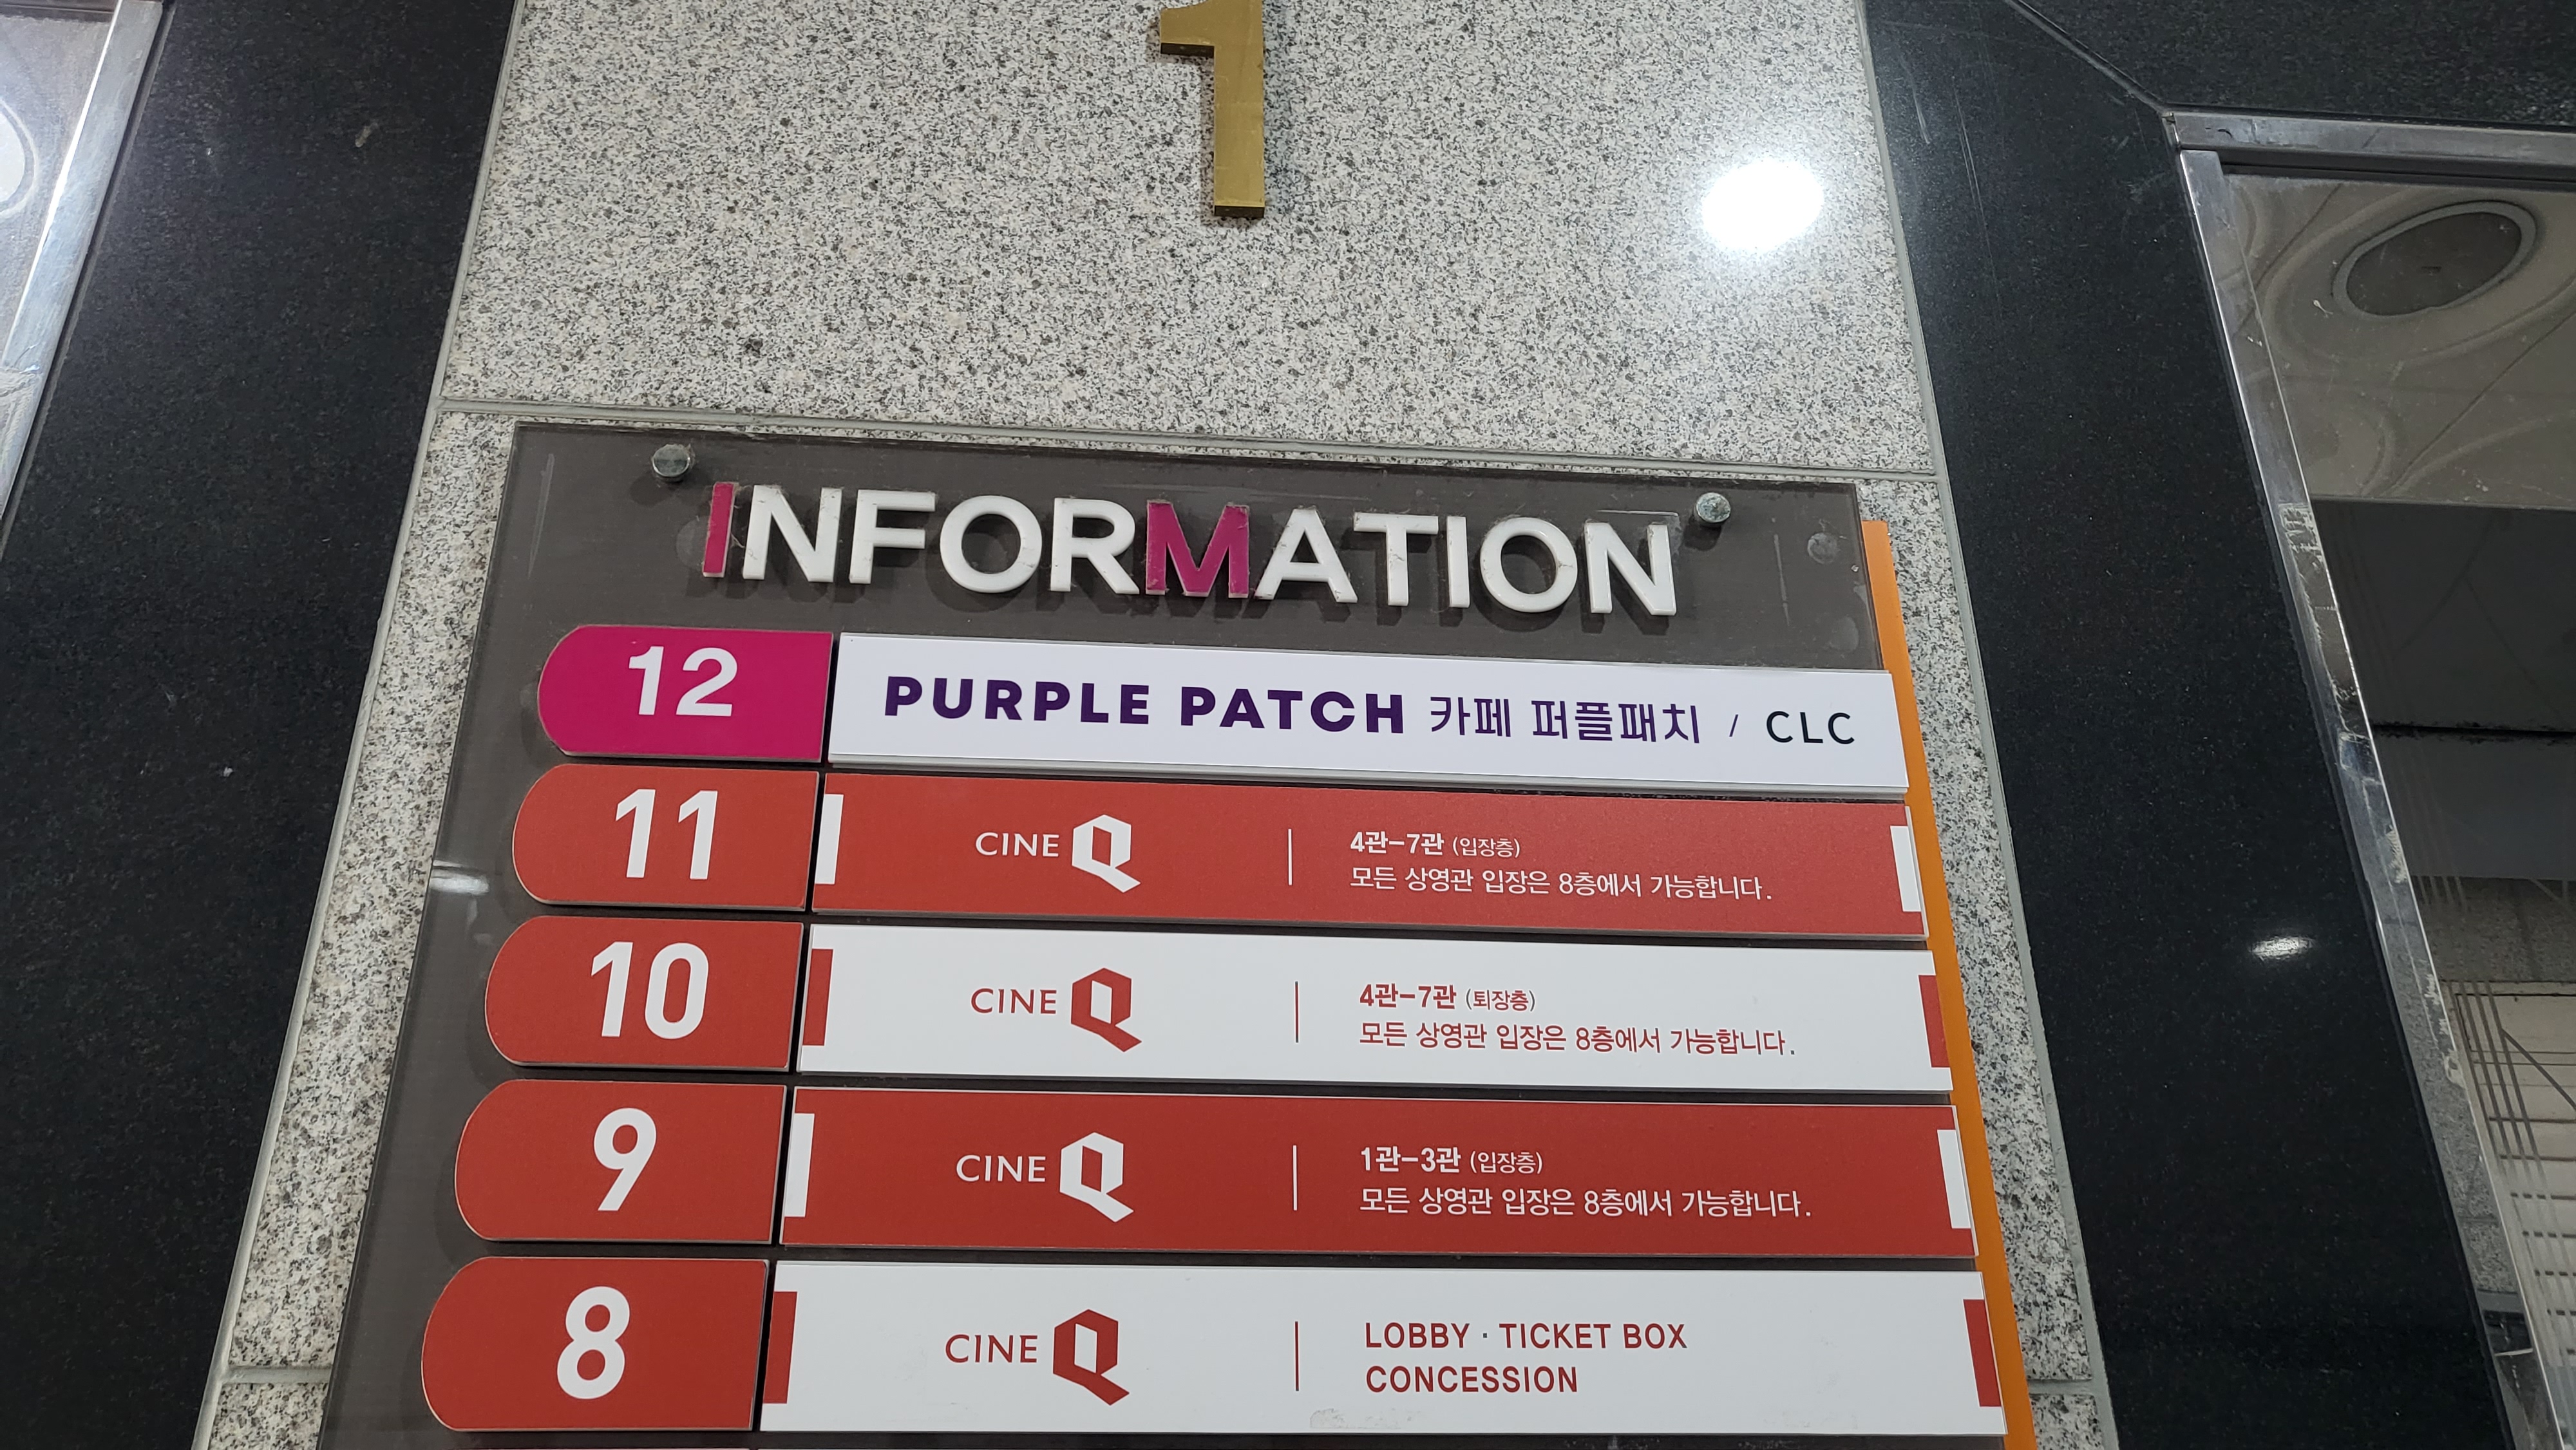 1
INFORMATION
12 PURPLE PATCH 카페 퍼플패치 / CLC
11 CINE Q 4관-7관 (입장층)
모든 상영관 입장은 8층에서 가능합니다.
10 CINE Q 4관-7관 (퇴장층)
모든 상영관 입장은 8층에서 가능합니다.
9 CINE Q 1관-3관 (입장층)
모든 상영관 입장은 8층에서 가능합니다.
8 CINE Q LOBBY · TICKET BOX
CONCESSION